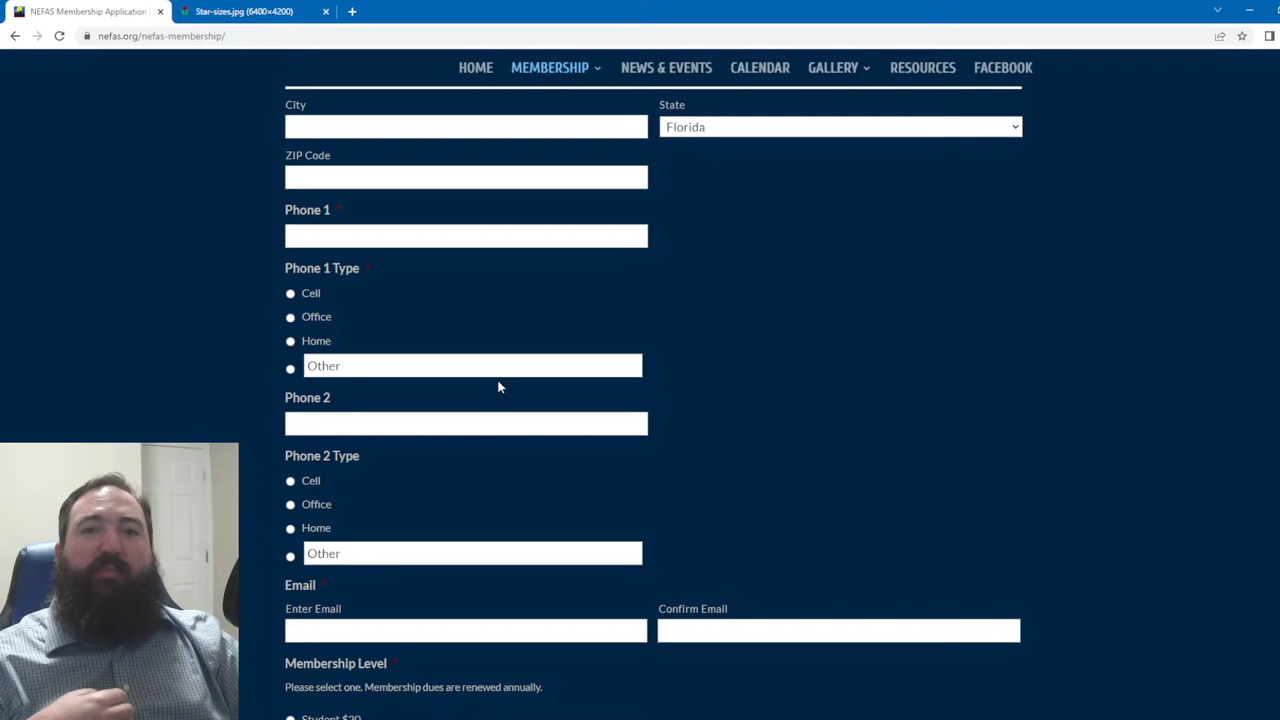 NEFAS Membership Application
Star-sizes.jpg (6400×4200)
nefas.org/nefas-membership/
HOME MEMBERSHIP NEWS & EVENTS CALENDAR GALLERY RESOURCES FACEBOOK
City State
Florida
ZIP Code
Phone 1 *
Phone 1 Type *
Cell
Office
Home
Other
Phone 2
Phone 2 Type
Cell
Office
Home
Other
Email *
Enter Email Confirm Email
Membership Level *
Please select one. Membership dues are renewed annually.
Student $20